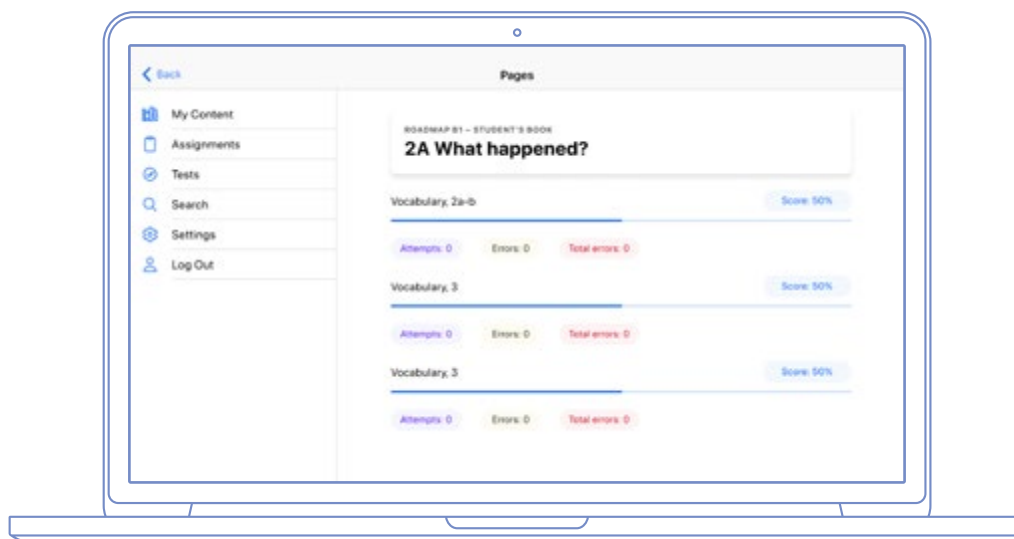 Back
Pages
My Content
Assignments
Tests
Search
Settings
Log Out
ROADMAP B1 – STUDENT'S BOOK
2A What happened?
Vocabulary, 2a-b
Score: 50%
Attempts: 0 Errors: 0 Total errors: 0
Vocabulary, 3
Score: 50%
Attempts: 0 Errors: 0 Total errors: 0
Vocabulary, 3
Score: 50%
Attempts: 0 Errors: 0 Total errors: 0